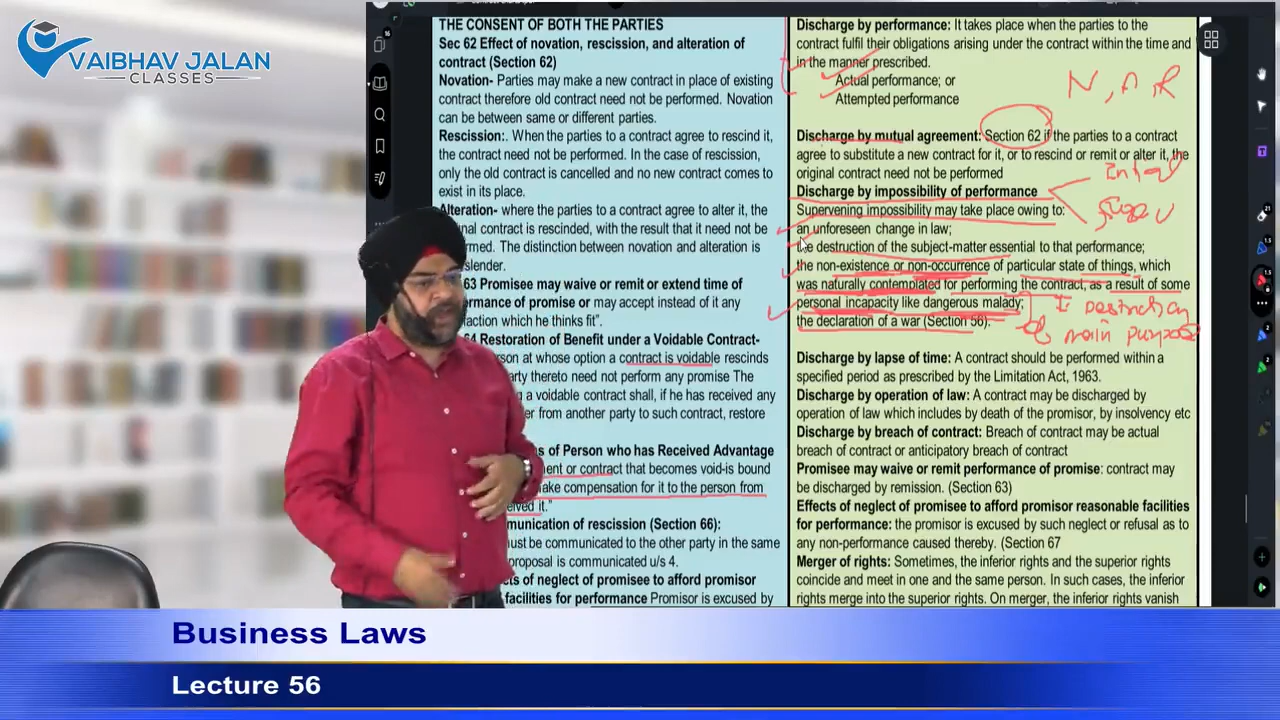 VAIBHAV JALAN
CLASSES
THE CONSENT OF BOTH THE PARTIES
Sec 62 Effect of novation, rescission, and alteration of
contract (Section 62)
Novation- Parties may make a new contract in place of existing
contract therefore old contract need not be performed. Novation
can be between same or different parties.
Rescission:. When the parties to a contract agree to rescind it,
the contract need not be performed. In the case of rescission,
only the old contract is cancelled and no new contract comes to
exist in its place.
Alteration- where the parties to a contract agree to alter it, the
contract is rescinded, with the result that it need not be
The distinction between novation and alteration is
slender.
63 Promisee may waive or remit or extend time of
of promise or may accept instead of it any
which he thinks fit".
64 Restoration of Benefit under a Voidable Contract-
at whose option a contract is voidable rescinds
thereto need not perform any promise The
a voidable contract shall, if he has received any
from another party to such contract, restore
of Person who has Received Advantage
or contract that becomes void-is bound
compensation for it to the person from
it."
of rescission (Section 66):
must be communicated to the other party in the same
proposal is communicated u/s 4.
of neglect of promisee to afford promisor
facilities for performance Promisor is excused by
Discharge by performance: It takes place when the parties to the
contract fulfil their obligations arising under the contract within the time and
in the manner prescribed.
Actual performance; or
Attempted performance
N, A, R
Discharge by mutual agreement: Section 62 if the parties to a contract
agree to substitute a new contract for it, or to rescind or remit or alter it, the
original contract need not be performed
Discharge by impossibility of performance
Supervening impossibility may take place owing to:
an unforeseen change in law;
the destruction of the subject-matter essential to that performance;
the non-existence or non-occurrence of particular state of things, which
was naturally contemplated for performing the contract, as a result of some
personal incapacity like dangerous malady;
the declaration of a war (Section 56).
Destruction
of main purpose
Discharge by lapse of time: A contract should be performed within a
specified period as prescribed by the Limitation Act, 1963.
Discharge by operation of law: A contract may be discharged by
operation of law which includes by death of the promisor, by insolvency etc
Discharge by breach of contract: Breach of contract may be actual
breach of contract or anticipatory breach of contract
Promisee may waive or remit performance of promise: contract may
be discharged by remission. (Section 63)
Effects of neglect of promisee to afford promisor reasonable facilities
for performance: the promisor is excused by such neglect or refusal as to
any non-performance caused thereby. (Section 67
Merger of rights: Sometimes, the inferior rights and the superior rights
coincide and meet in one and the same person. In such cases, the inferior
rights merge into the superior rights. On merger, the inferior rights vanish
Business Laws
Lecture 56